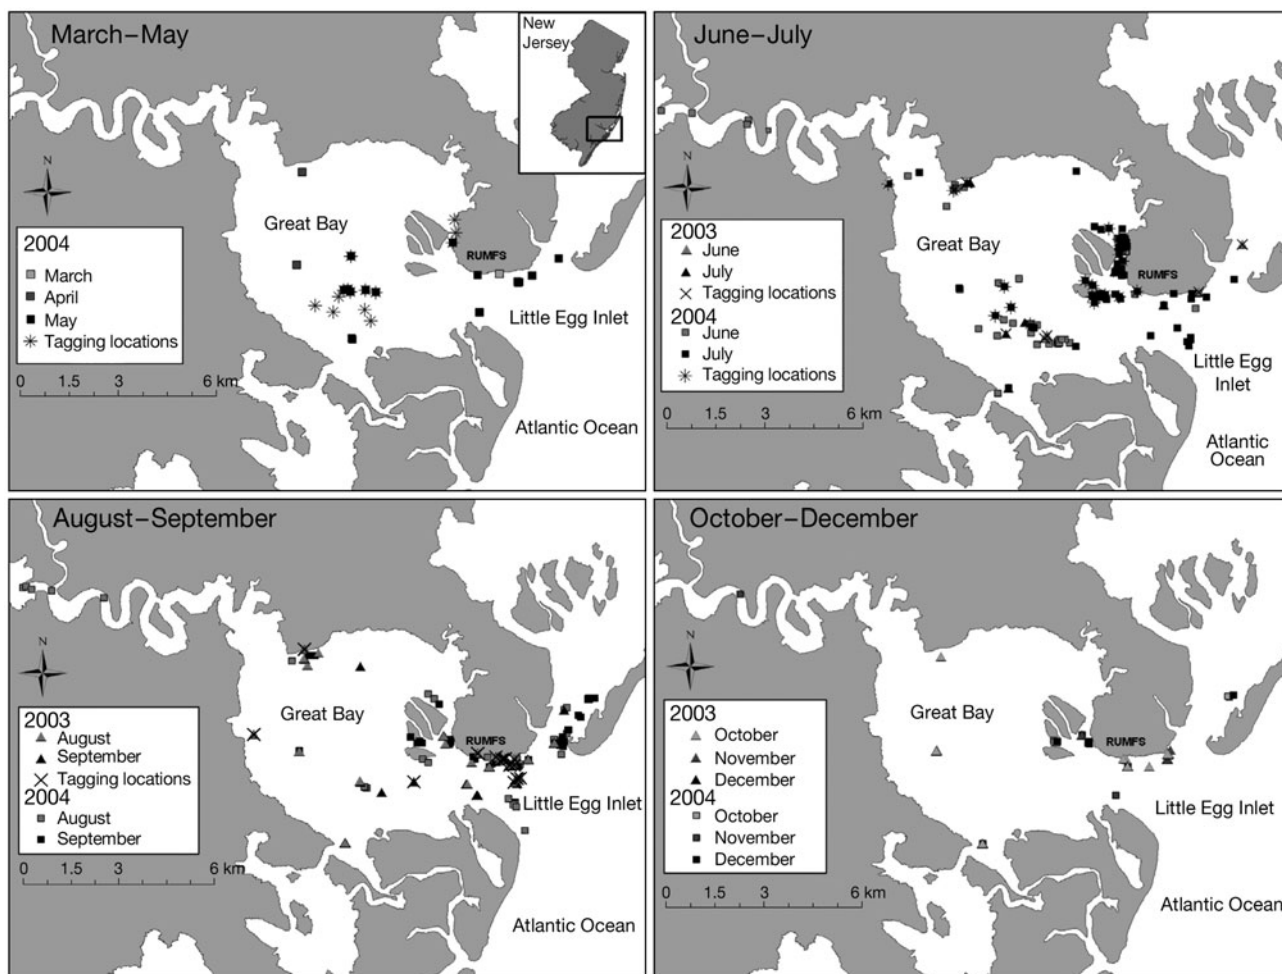 March–May
New
Jersey
N
Great Bay
2004
March
April
May
Tagging locations
RUMFS
Little Egg Inlet
0 1.5 3 6 km
Atlantic Ocean
June–July
N
Great Bay
2003
June
July
Tagging locations
2004
June
July
Tagging locations
RUMFS
Little Egg
Inlet
0 1.5 3 6 km
Atlantic
Ocean
August–September
N
Great Bay
2003
August
September
Tagging locations
2004
August
September
RUMFS
Little Egg Inlet
0 1.5 3 6 km
Atlantic Ocean
October–December
N
Great Bay
2003
October
November
December
2004
October
November
December
RUMFS
Little Egg Inlet
0 1.5 3 6 km
Atlantic Ocean